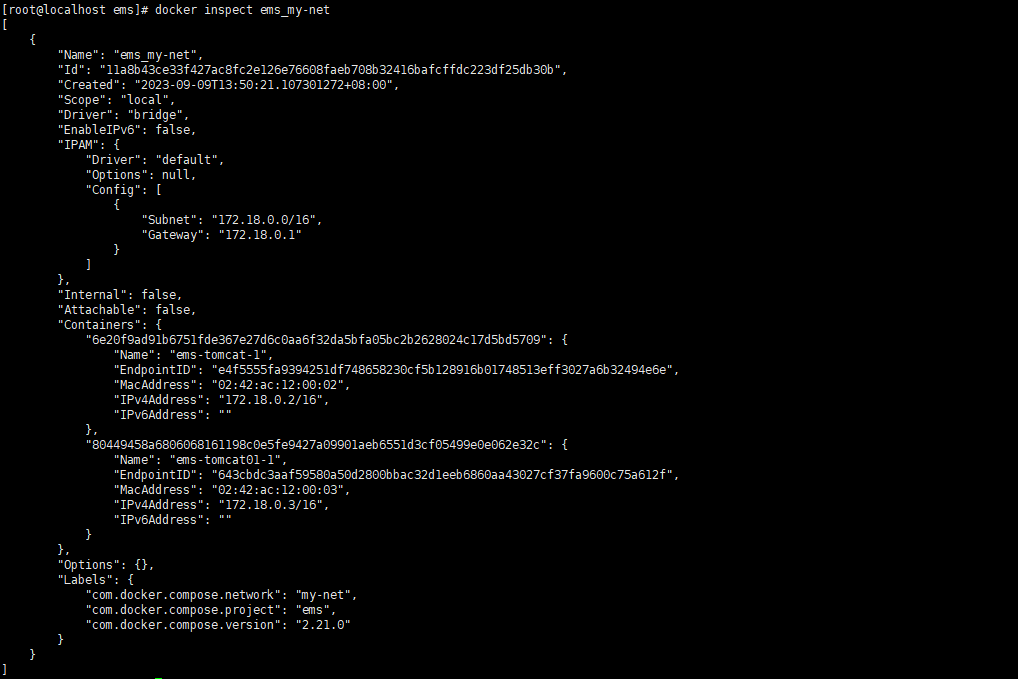 [root@localhost ems]# docker inspect ems_my-net
[
    {
        "Name": "ems_my-net",
        "Id": "11a8b43ce33f427ac8fc2e126e76608faeb708b32416bafcffdc223df25db30b",
        "Created": "2023-09-09T13:50:21.107301272+08:00",
        "Scope": "local",
        "Driver": "bridge",
        "EnableIPv6": false,
        "IPAM": {
            "Driver": "default",
            "Options": null,
            "Config": [
                {
                    "Subnet": "172.18.0.0/16",
                    "Gateway": "172.18.0.1"
                }
            ]
        },
        "Internal": false,
        "Attachable": false,
        "Containers": {
            "6e20f9ad91b6751fde367e27d6c0aa6f32da5bfa05bc2b2628024c17d5bd5709": {
                "Name": "ems-tomcat-1",
                "EndpointID": "e4f5555fa9394251df748658230cf5b128916b01748513eff3027a6b32494e6e",
                "MacAddress": "02:42:ac:12:00:02",
                "IPv4Address": "172.18.0.2/16",
                "IPv6Address": ""
            },
            "80449458a6806068161198c0e5fe9427a09901aeb6551d3cf05499e0e062e32c": {
                "Name": "ems-tomcat01-1",
                "EndpointID": "643cbdc3aaf59580a50d2800bbac32d1eeb6860aa43027cf37fa9600c75a612f",
                "MacAddress": "02:42:ac:12:00:03",
                "IPv4Address": "172.18.0.3/16",
                "IPv6Address": ""
            }
        },
        "Options": {},
        "Labels": {
            "com.docker.compose.network": "my-net",
            "com.docker.compose.project": "ems",
            "com.docker.compose.version": "2.21.0"
        }
    }
]